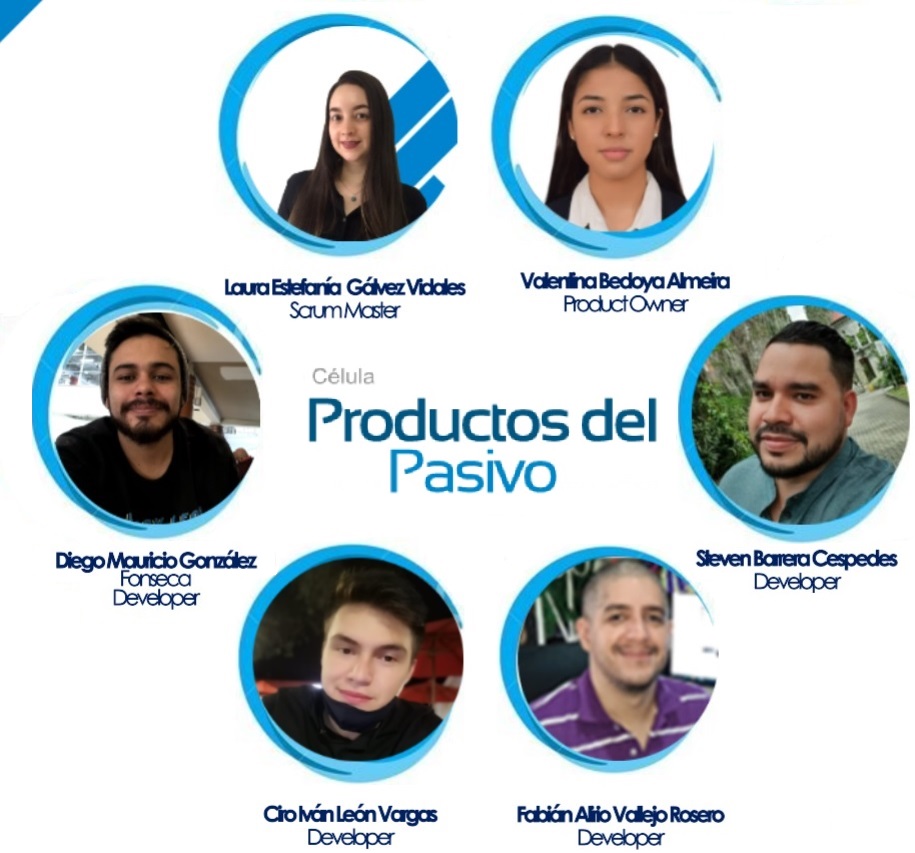 Laura Estefanía Gálvez Vidales
Scrum Master
Valentina Bedoya Almeira
Product Owner
Célula
Productos del
Pasivo
Diego Mauricio González
Fonseca
Developer
Steven Barrera Cespedes
Developer
Ciro Iván León Vargas
Developer
Fabián Alirio Vallejo Rosero
Developer